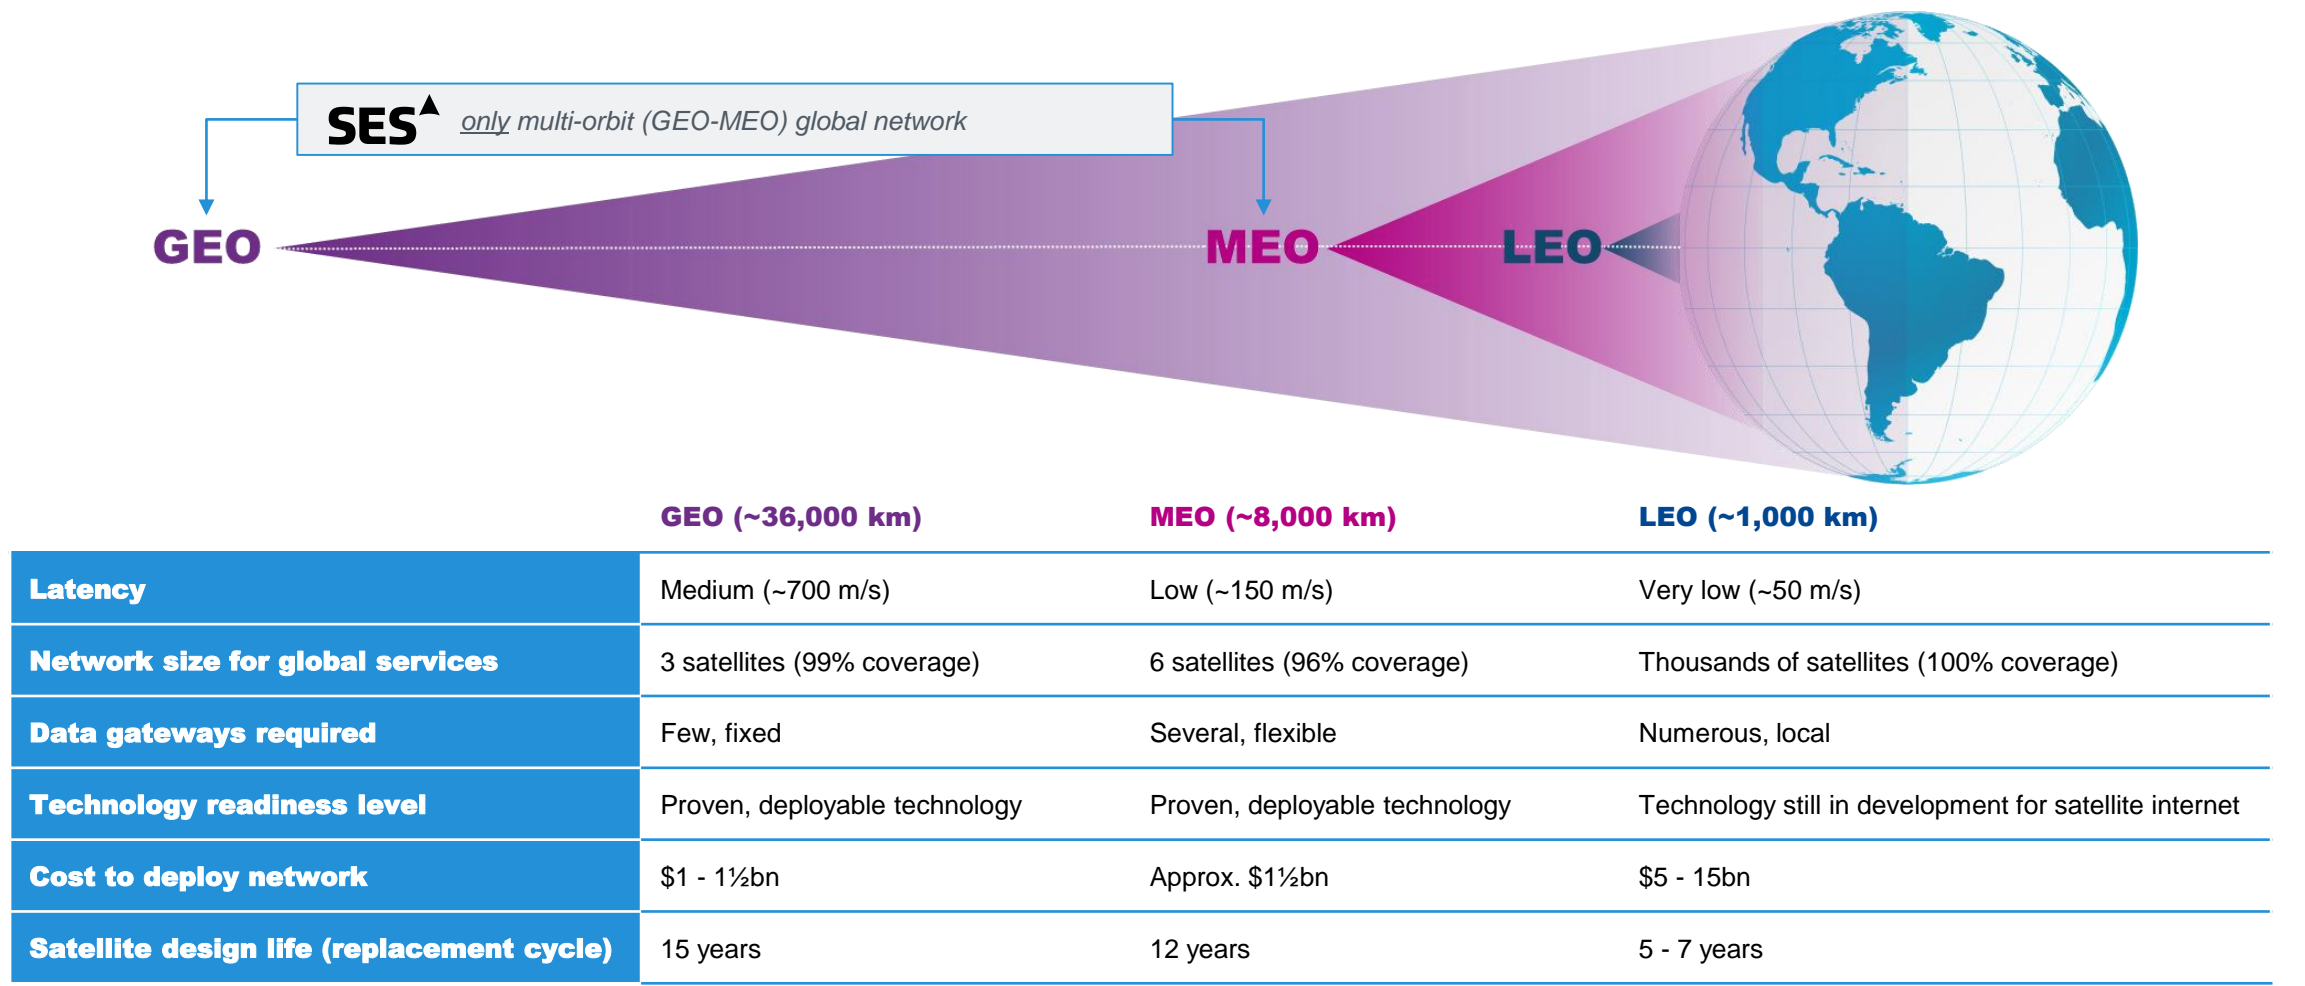 SES only multi-orbit (GEO-MEO) global network
GEO MEO LEO
GEO (~36,000 km) MEO (~8,000 km) LEO (~1,000 km)
Latency Medium (~700 m/s) Low (~150 m/s) Very low (~50 m/s)
Network size for global services 3 satellites (99% coverage) 6 satellites (96% coverage) Thousands of satellites (100% coverage)
Data gateways required Few, fixed Several, flexible Numerous, local
Technology readiness level Proven, deployable technology Proven, deployable technology Technology still in development for satellite internet
Cost to deploy network $1 - 1½bn Approx. $1½bn $5 - 15bn
Satellite design life (replacement cycle) 15 years 12 years 5 - 7 years